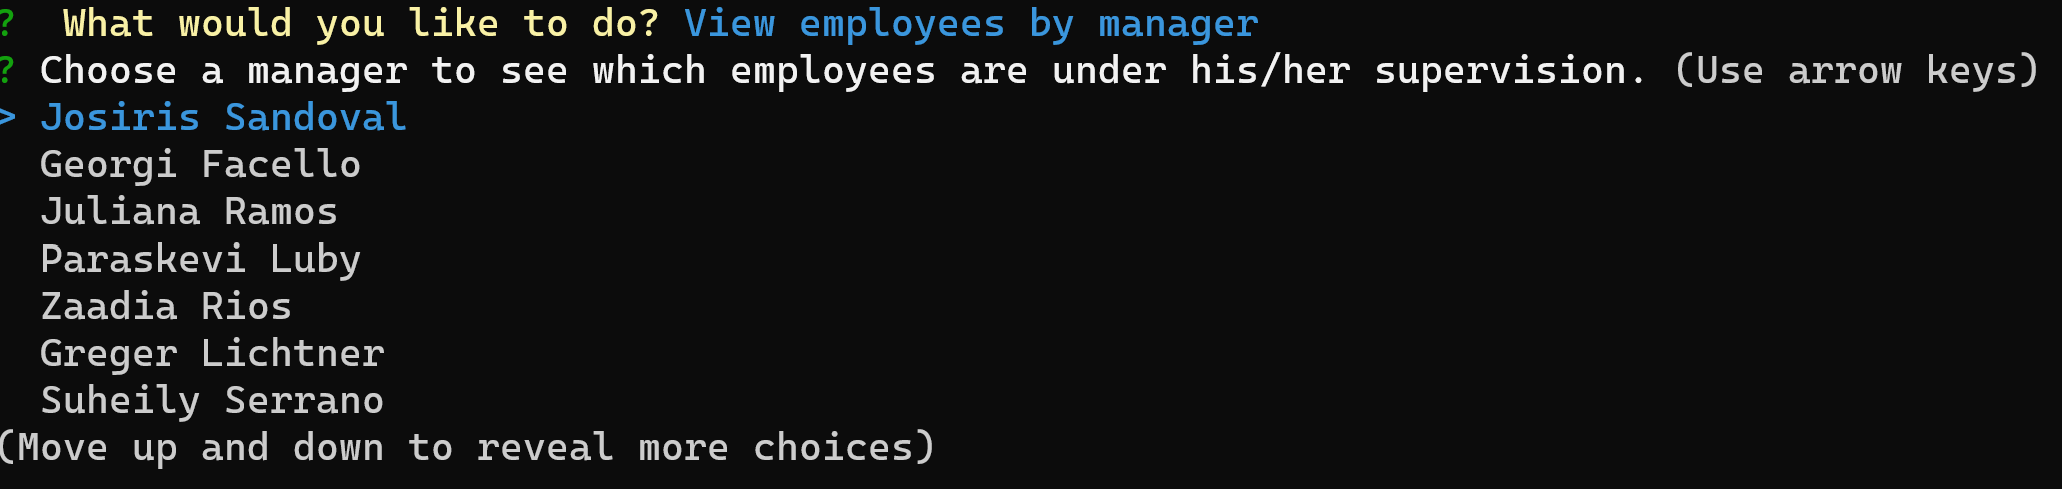 ?  What would you like to do? View employees by manager
? Choose a manager to see which employees are under his/her supervision. (Use arrow keys)
> Josiris Sandoval
  Georgi Facello
  Juliana Ramos
  Paraskevi Luby
  Zaadia Rios
  Greger Lichtner
  Suheily Serrano
(Move up and down to reveal more choices)